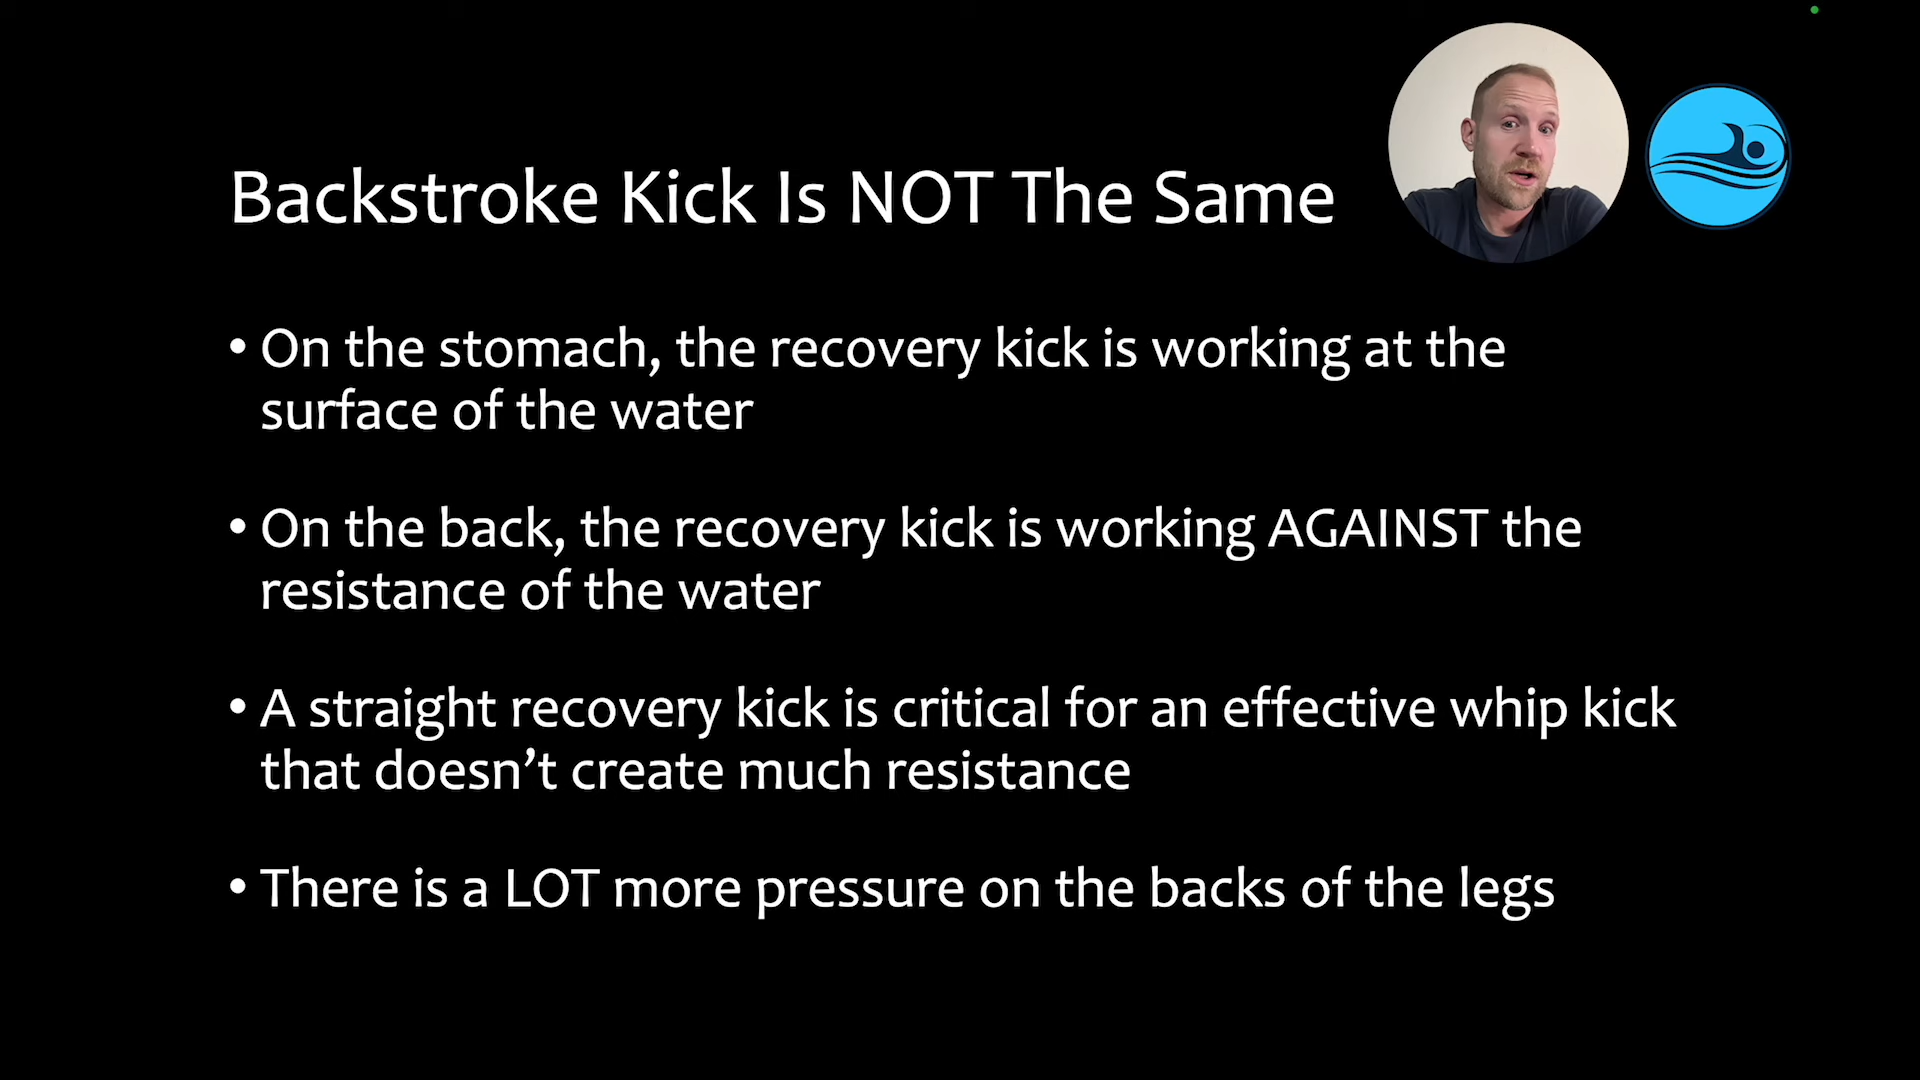 Backstroke Kick Is NOT The Same
• On the stomach, the recovery kick is working at the
surface of the water
• On the back, the recovery kick is working AGAINST the
resistance of the water
• A straight recovery kick is critical for an effective whip kick
that doesn’t create much resistance
• There is a LOT more pressure on the backs of the legs